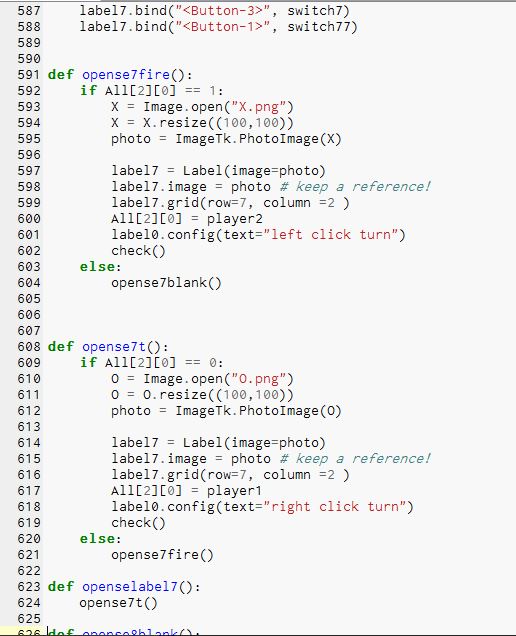 587 label7.bind("<Button-3>", switch7)
588 label7.bind("<Button-1>", switch77)
589
590
591 def opense7fire():
592 if All[2][0] == 1:
593 X = Image.open("X.png")
594 X = X.resize((100,100))
595 photo = ImageTk.PhotoImage(X)
596
597 label7 = Label(image=photo)
598 label7.image = photo # keep a reference!
599 label7.grid(row=7, column =2 )
600 All[2][0] = player2
601 label0.config(text="left click turn")
602 check()
603 else:
604 opense7blank()
605
606
607
608 def opense7t():
609 if All[2][0] == 0:
610 O = Image.open("O.png")
611 O = O.resize((100,100))
612 photo = ImageTk.PhotoImage(O)
613
614 label7 = Label(image=photo)
615 label7.image = photo # keep a reference!
616 label7.grid(row=7, column =2 )
617 All[2][0] = player1
618 label0.config(text="right click turn")
619 check()
620 else:
621 opense7fire()
622
623 def openselabel7():
624 opense7t()
625
626 def opense8blank():